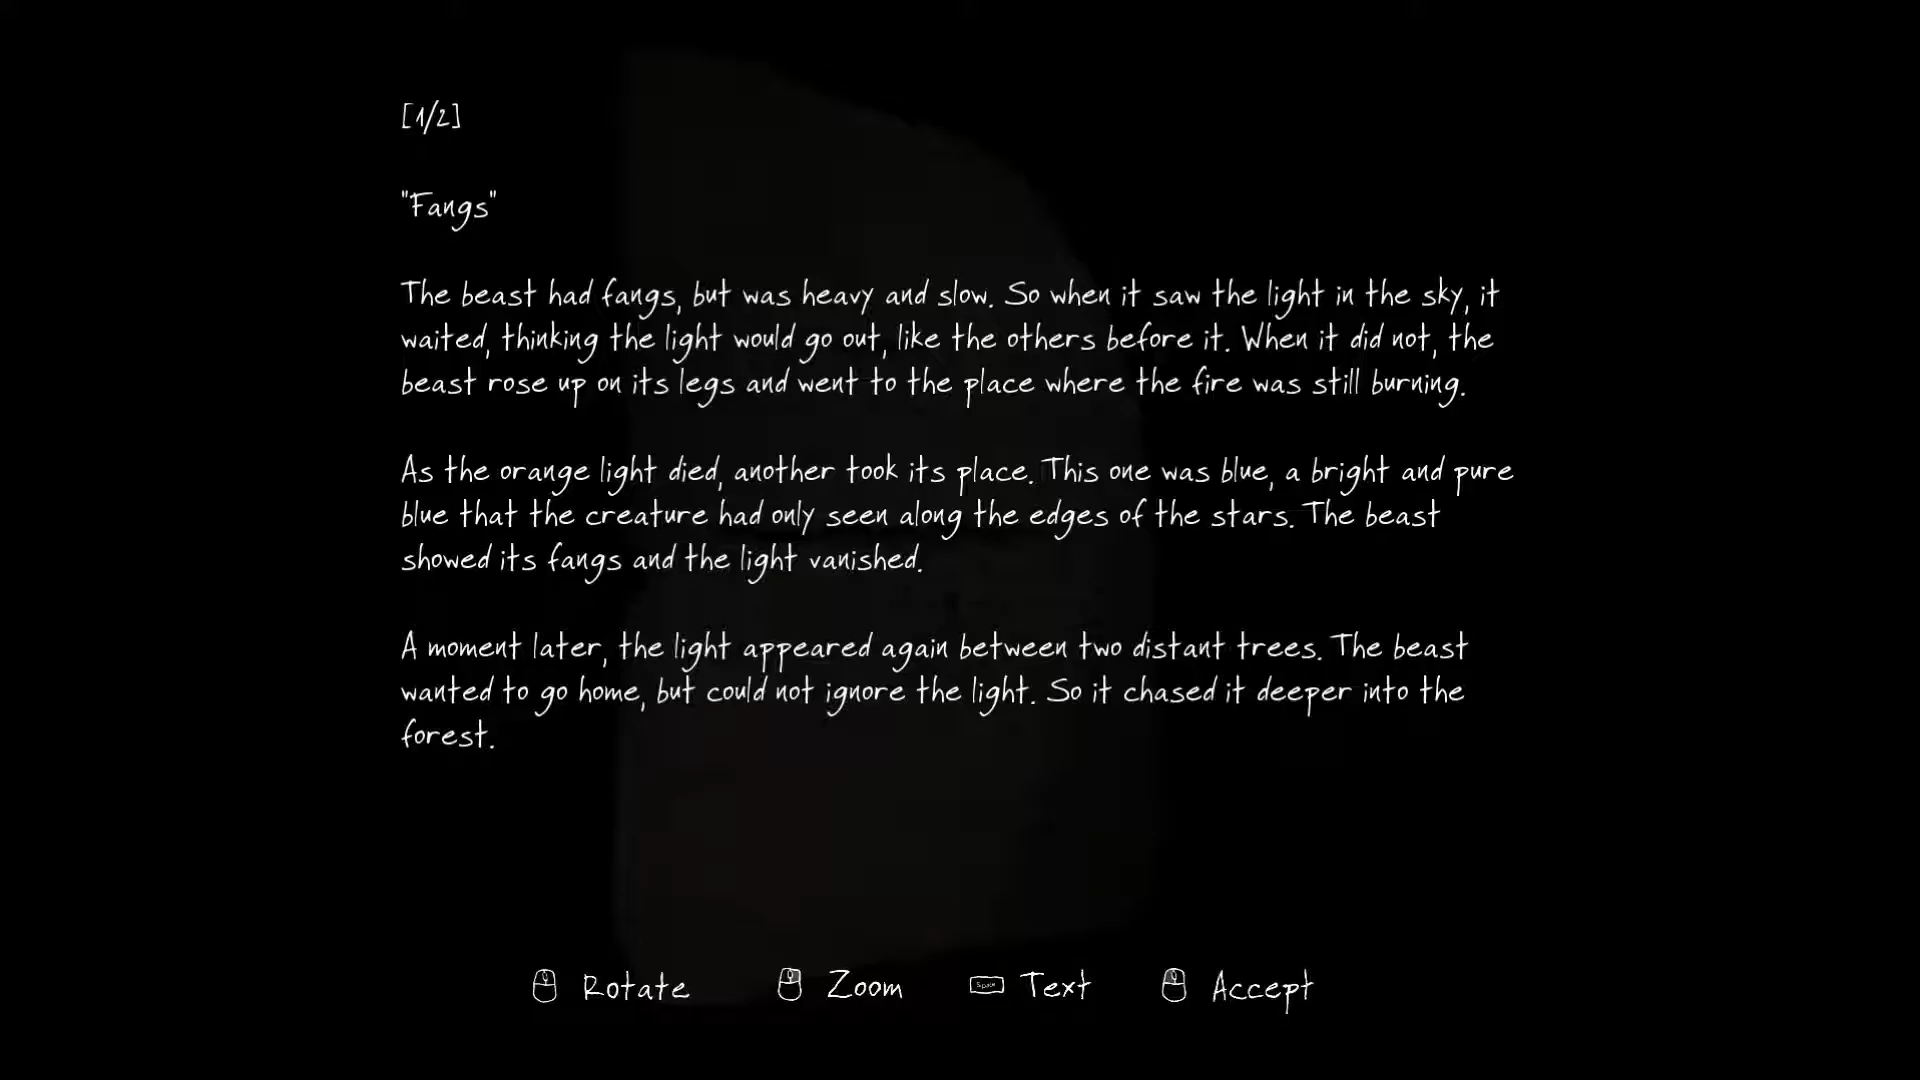 [1/2]
"Fangs"
The beast had fangs, but was heavy and slow. So when it saw the light in the sky, it
waited, thinking the light would go out, like the others before it. When it did not, the
beast rose up on its legs and went to the place where the fire was still burning.
As the orange light died, another took its place. This one was blue, a bright and pure
blue that the creature had only seen along the edges of the stars. The beast
showed its fangs and the light vanished.
A moment later, the light appeared again between two distant trees. The beast
wanted to go home, but could not ignore the light. So it chased it deeper into the
forest.
Rotate Zoom Space Text Accept